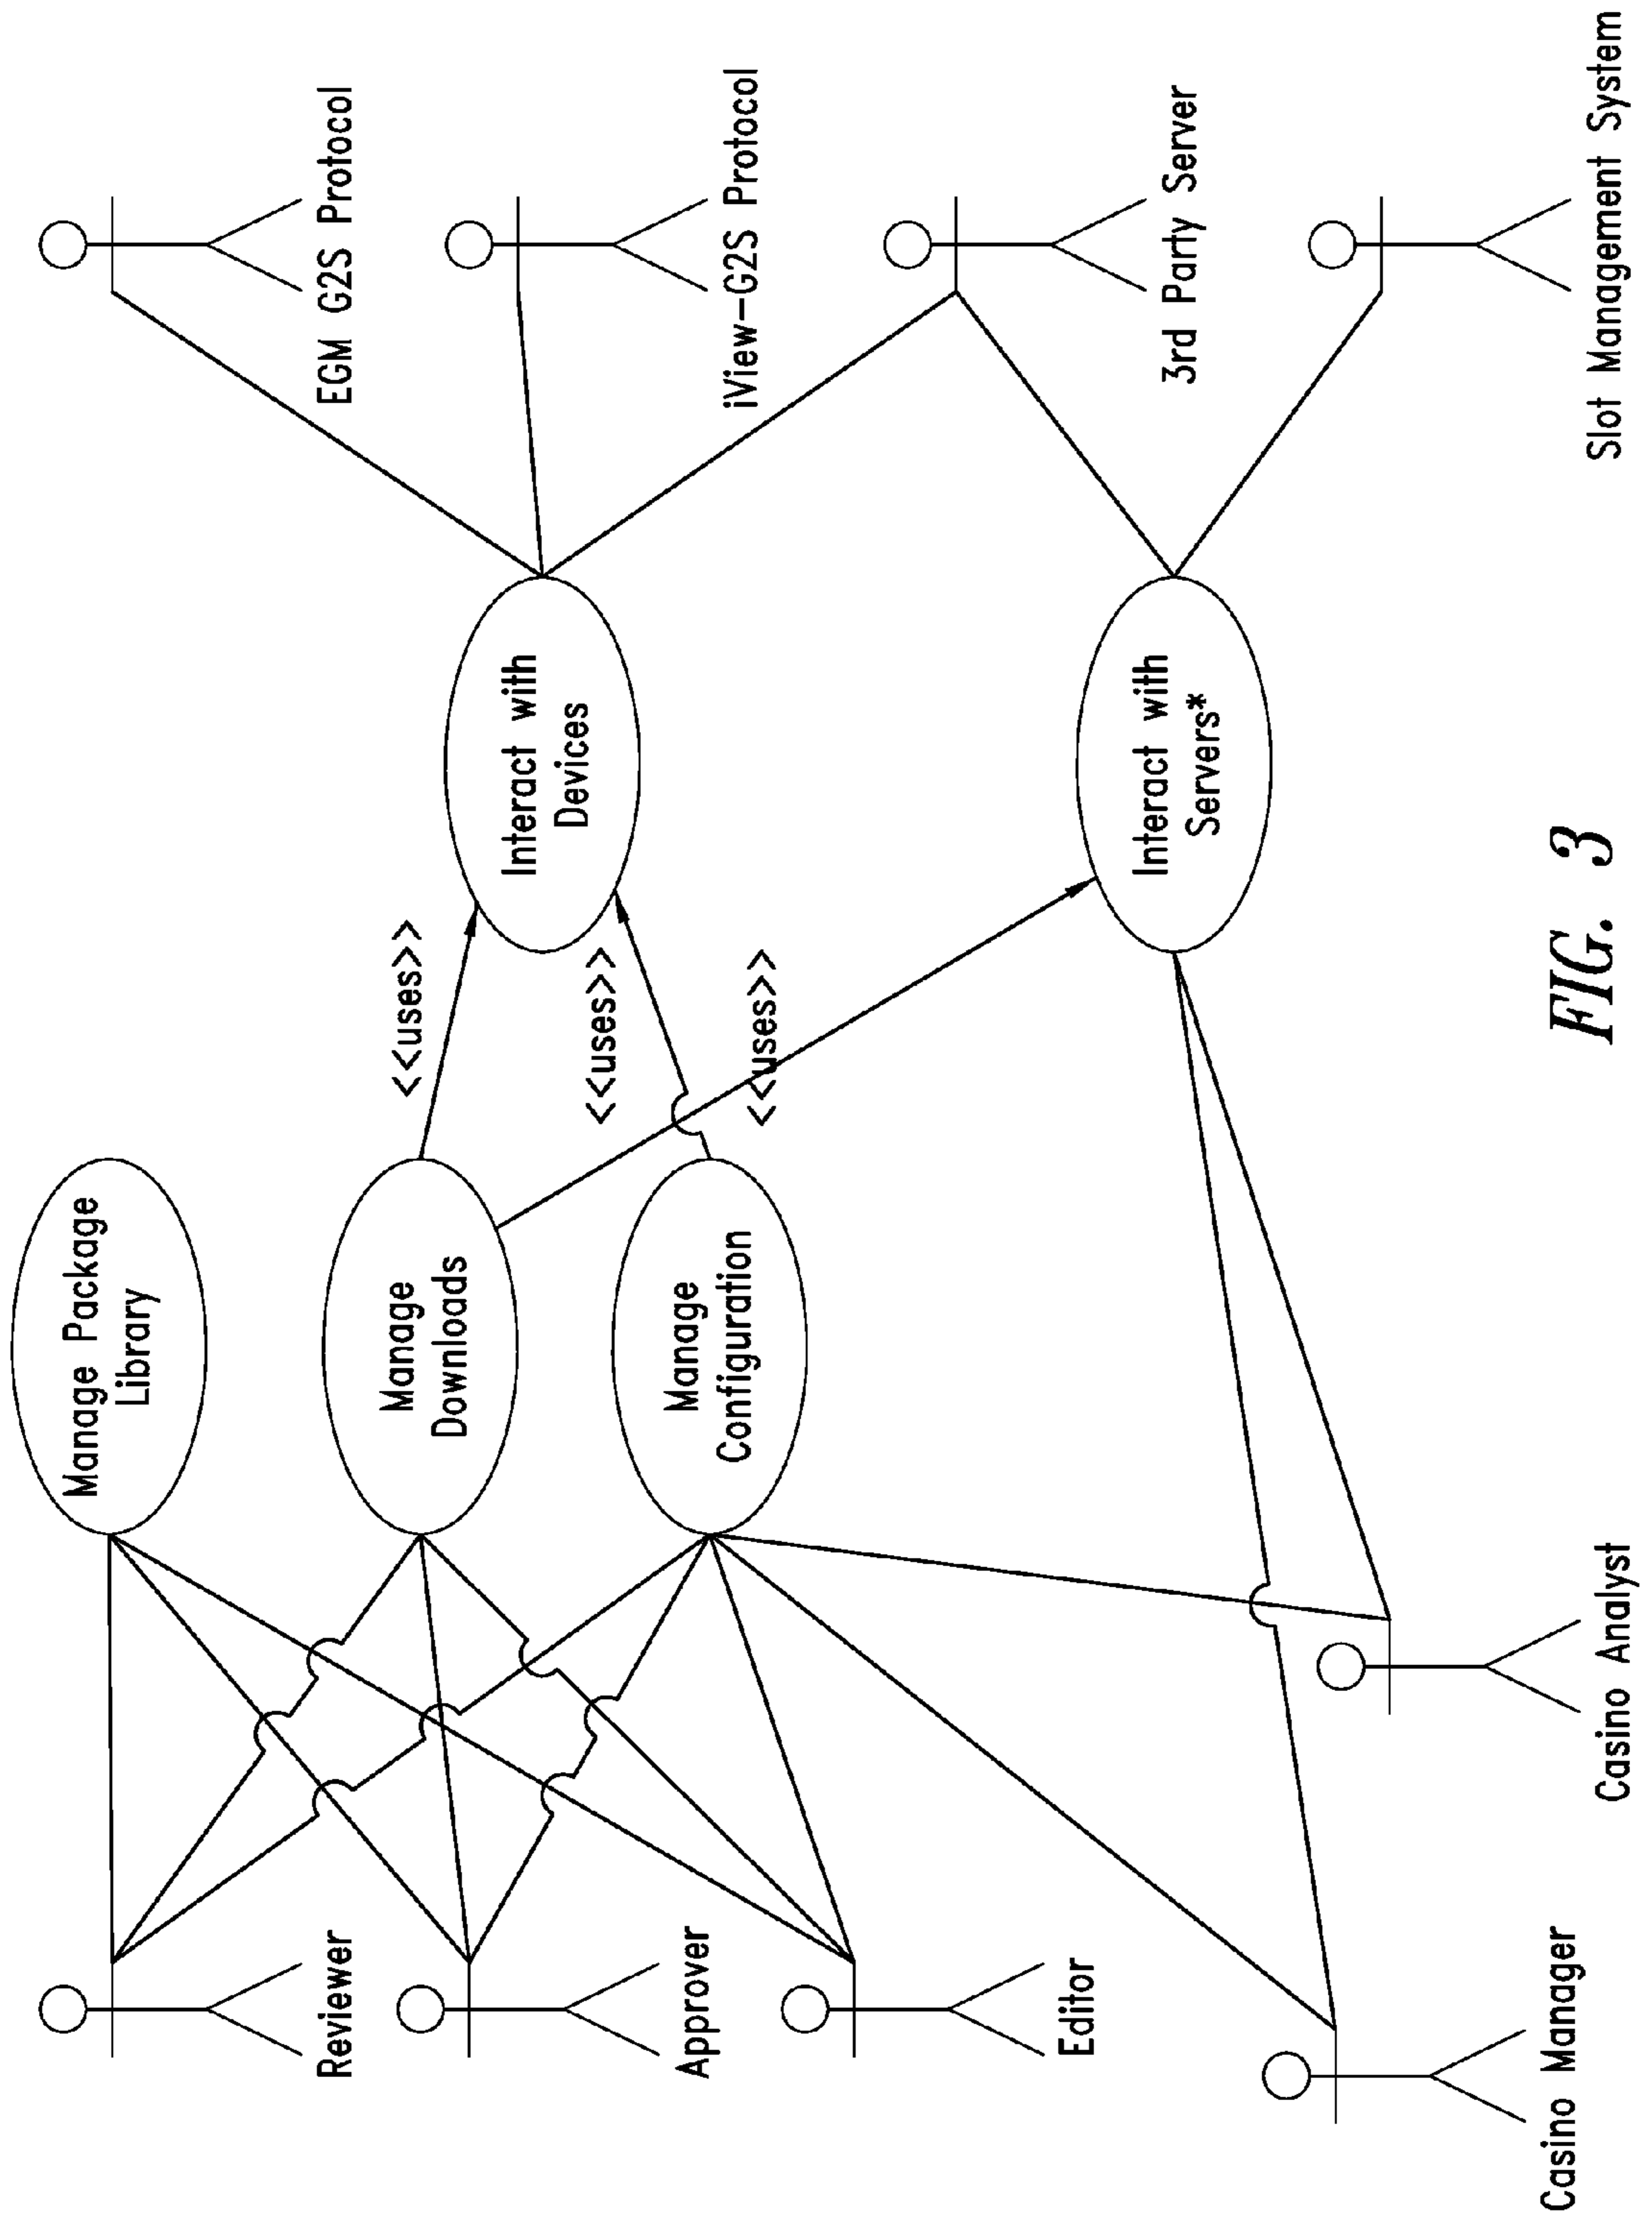 Reviewer
Approver
Editor
Casino Manager
Casino Analyst
Manage Package
Library
Manage
Downloads
Manage
Configuration
<<uses>>
<<uses>>
<<uses>>
Interact with
Devices
Interact with
Servers*
EGM G2S Protocol
iView-G2S Protocol
3rd Party Server
Slot Management System
FIG. 3